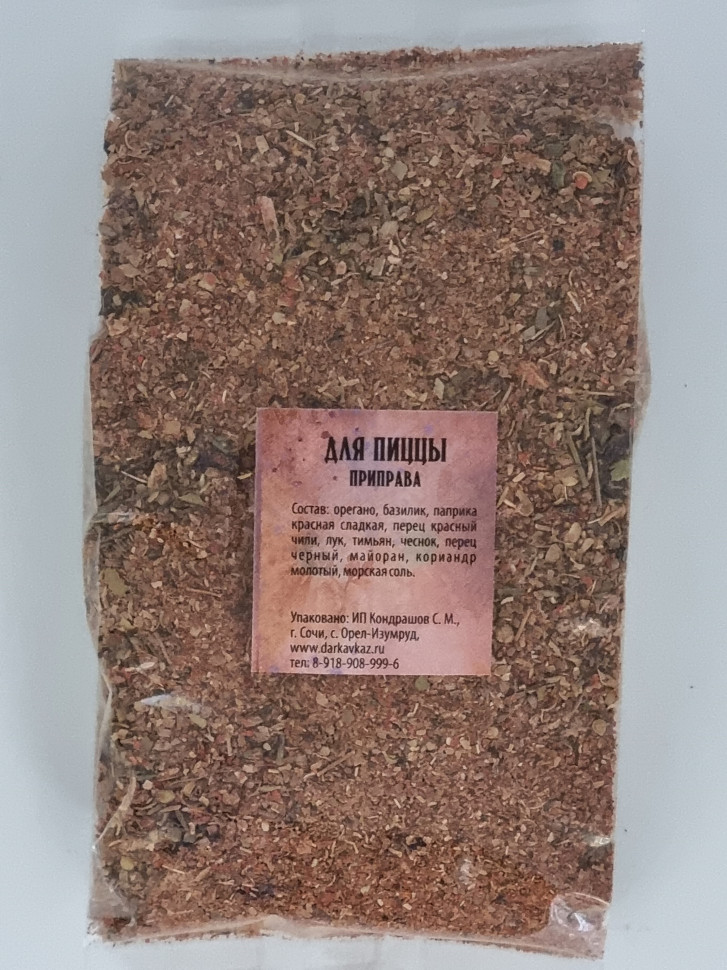 ДЛЯ ПИЦЦЫ
ПРИПРАВА
Состав: орегано, базилик, паприка
красная сладкая, перец красный
чили, лук, тимьян, чеснок, перец
черный, майоран, кориандр
молотый, морская соль.
Упаковано: ИП Кондрашов С. М.,
г. Сочи, с. Орел-Изумруд,
www.darkavkaz.ru
тел: 8-918-908-999-6